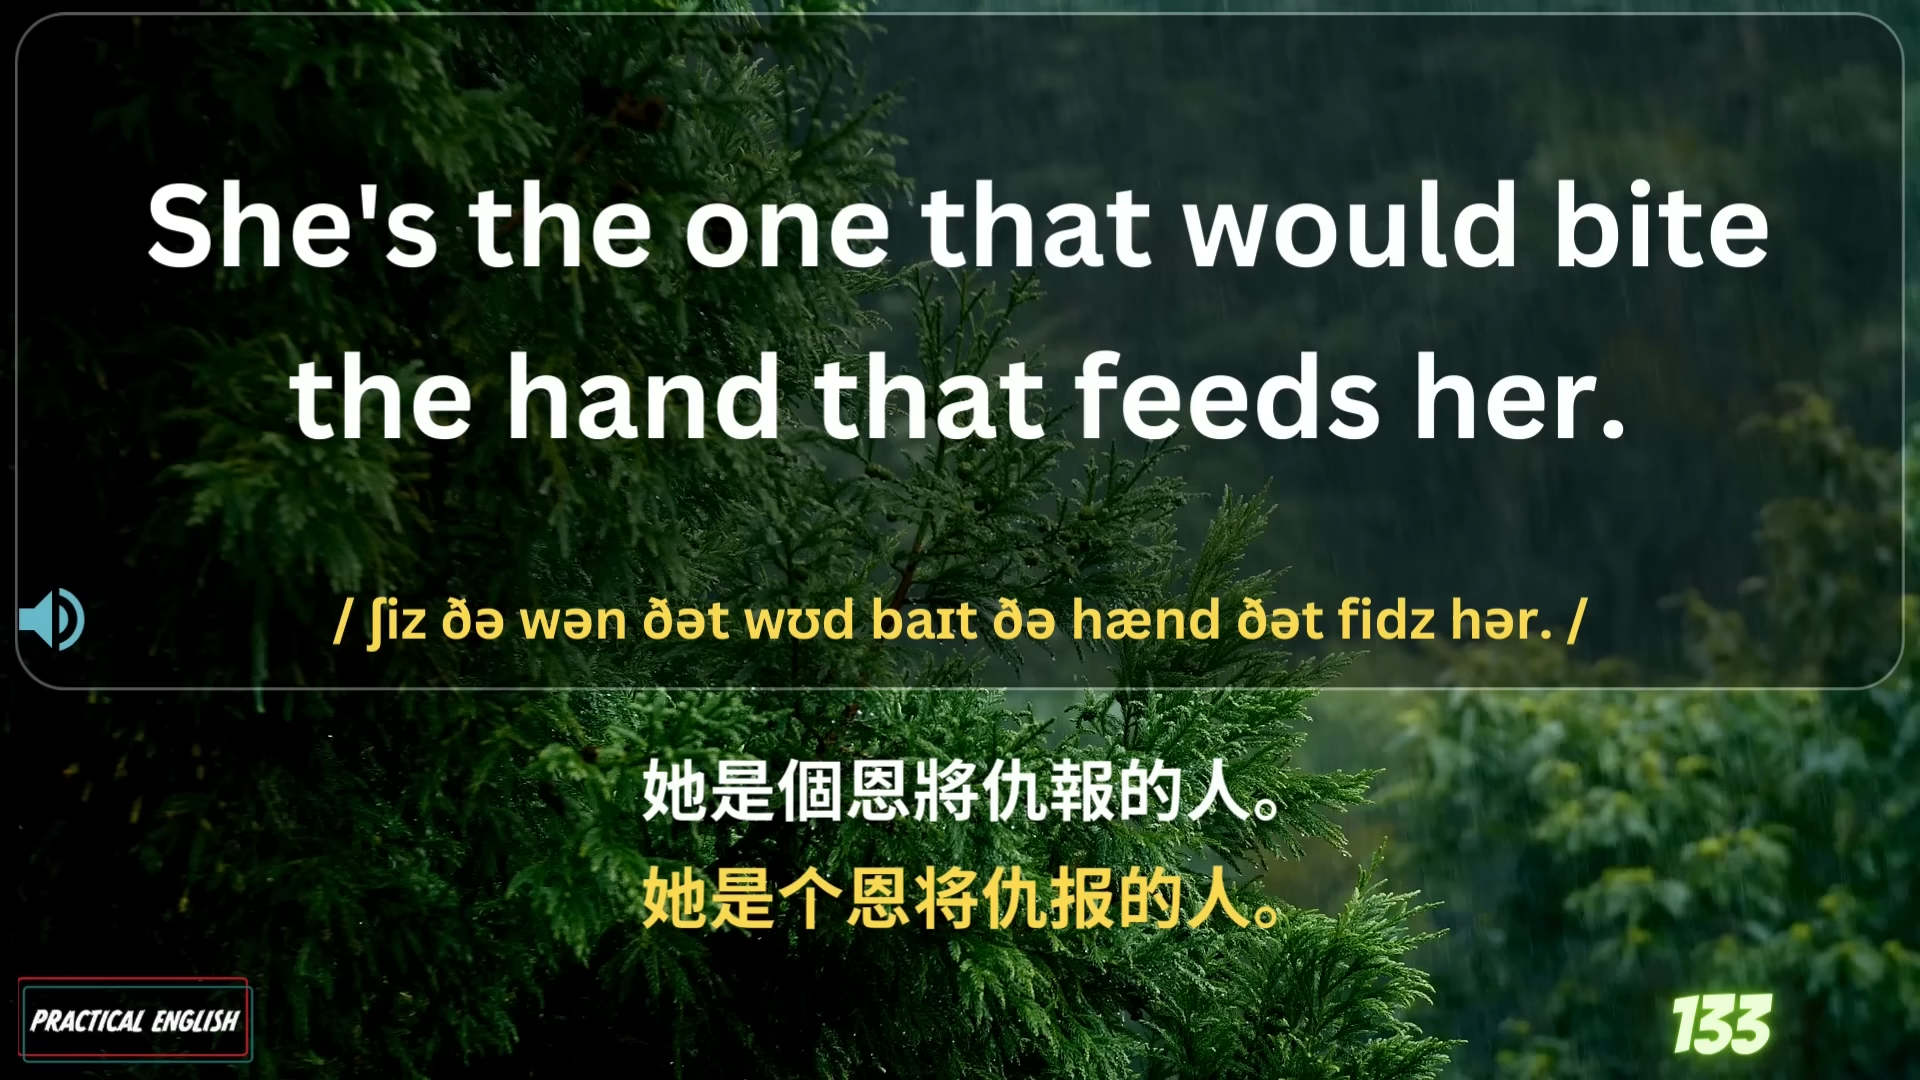 She's the one that would bite
the hand that feeds her.
/ ʃiz ðə wən ðət wʊd baɪt ðə hænd ðət fidz hər. /
她是個恩將仇報的人。
她是个恩将仇报的人。
PRACTICAL ENGLISH
133